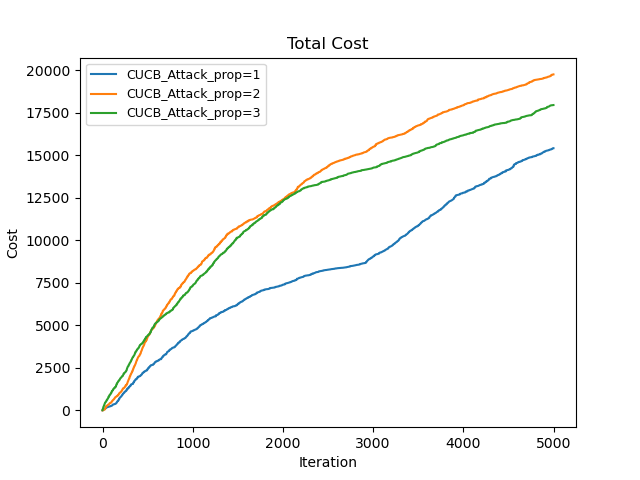 Total Cost
CUCB_Attack_prop=1
CUCB_Attack_prop=2
CUCB_Attack_prop=3
20000
17500
15000
12500
10000
7500
5000
2500
0
Cost
0 1000 2000 3000 4000 5000
Iteration